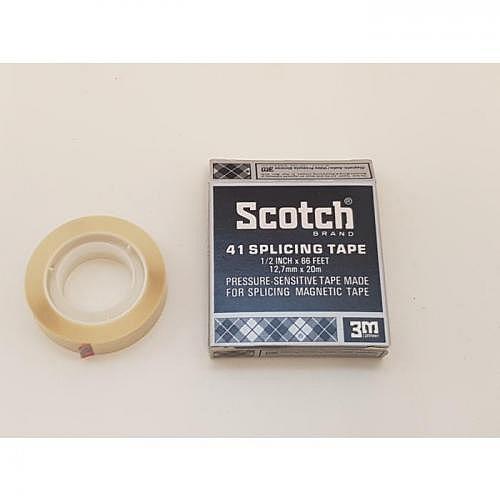 Scotch®
BRAND
41 SPLICING TAPE
1/2 INCH x 66 FEET
12,7mm x 20m
PRESSURE-SENSITIVE TAPE MADE
FOR SPLICING MAGNETIC TAPE
3m